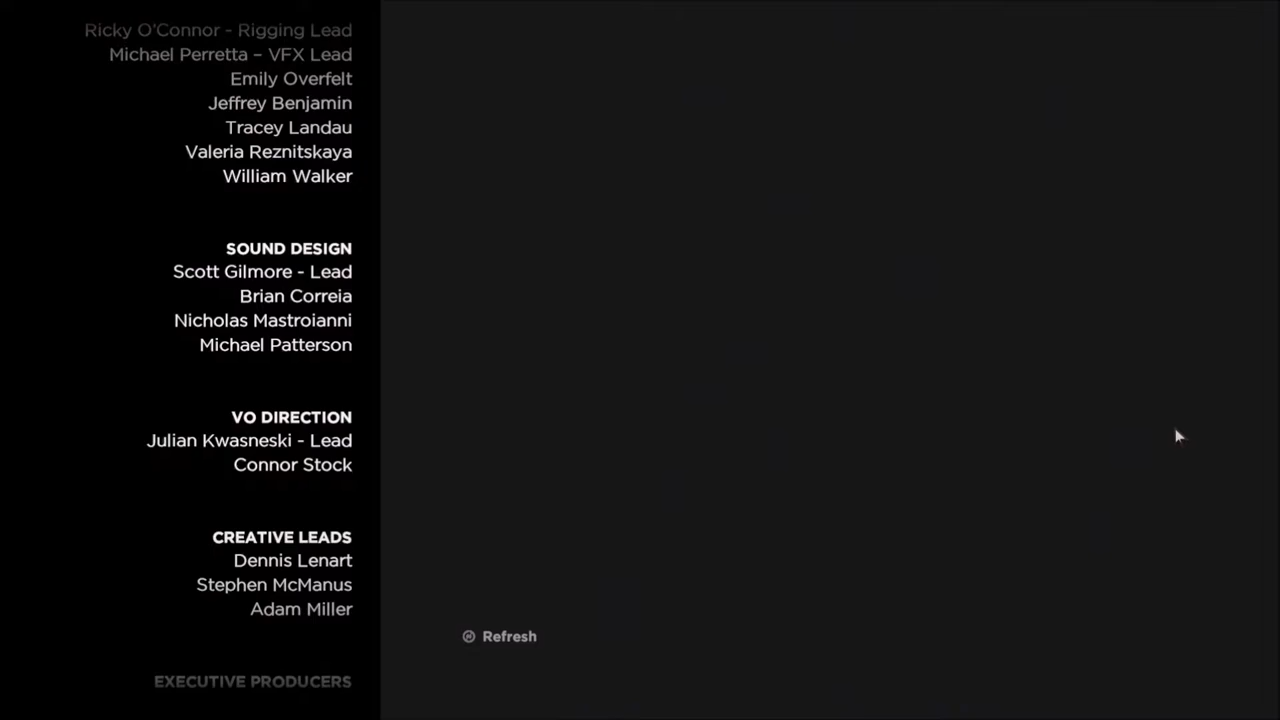 Ricky O’Connor - Rigging Lead
Michael Perretta – VFX Lead
Emily Overfelt
Jeffrey Benjamin
Tracey Landau
Valeria Reznitskaya
William Walker
SOUND DESIGN
Scott Gilmore - Lead
Brian Correia
Nicholas Mastroianni
Michael Patterson
VO DIRECTION
Julian Kwasneski - Lead
Connor Stock
CREATIVE LEADS
Dennis Lenart
Stephen McManus
Adam Miller
Refresh
EXECUTIVE PRODUCERS